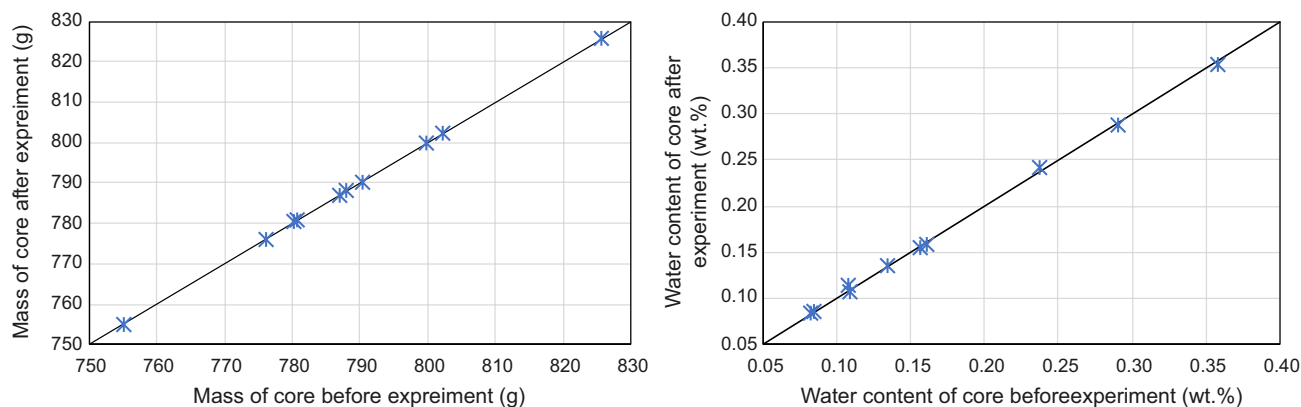 Mass of core after expreiment (g)
830
820
810
800
790
780
770
760
750
750 760 770 780 790 800 810 820 830
Mass of core before expreiment (g)
Water content of core after
experiment (wt.%)
0.40
0.35
0.30
0.25
0.20
0.15
0.10
0.05
0.05 0.10 0.15 0.20 0.25 0.30 0.35 0.40
Water content of core beforeexperiment (wt.%)